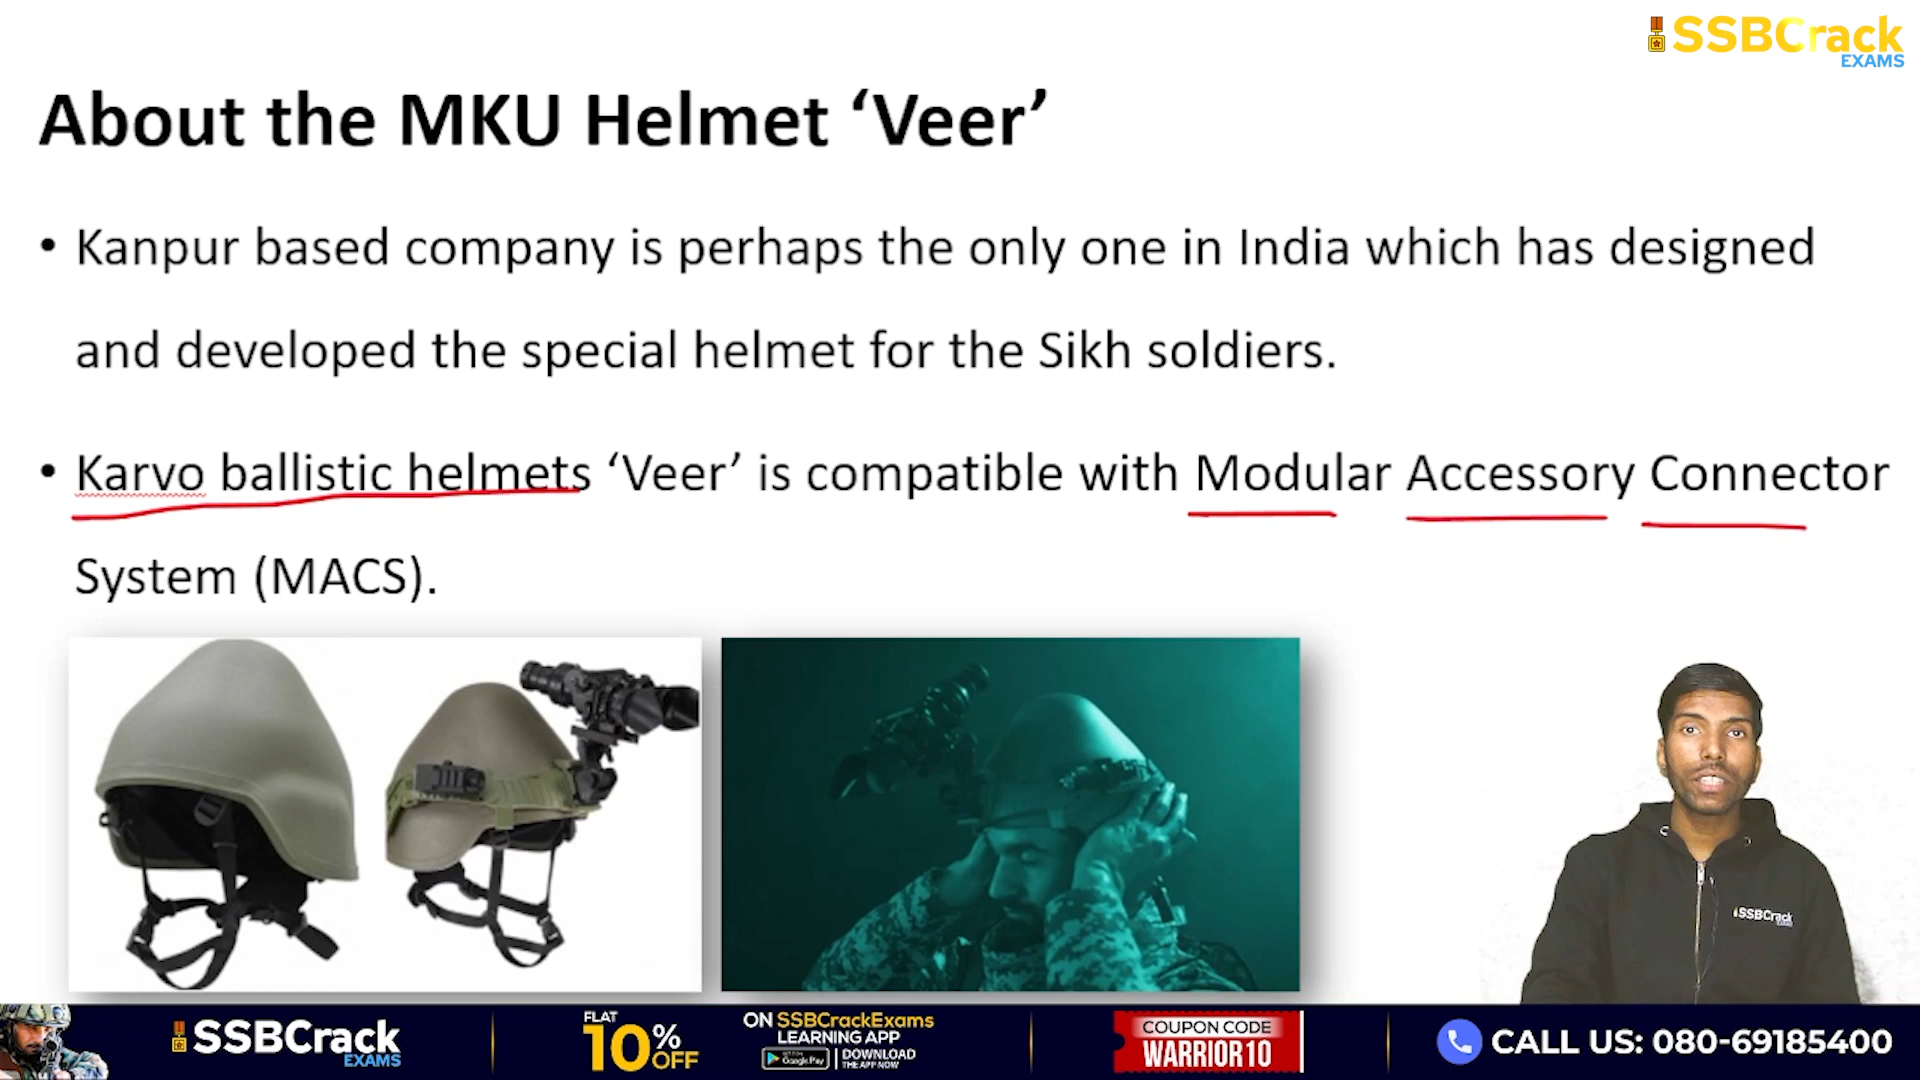 SSBCrack
EXAMS
About the MKU Helmet ‘Veer’
• Kanpur based company is perhaps the only one in India which has designed
and developed the special helmet for the Sikh soldiers.
• Karvo ballistic helmets ‘Veer’ is compatible with Modular Accessory Connector
System (MACS).
SSBCrack
SSBCrack
EXAMS
FLAT
10% OFF
ON SSBCrackExams
LEARNING APP
Google Play
DOWNLOAD
THE APP NOW
COUPON CODE
WARRIOR10
CALL US: 080-69185400